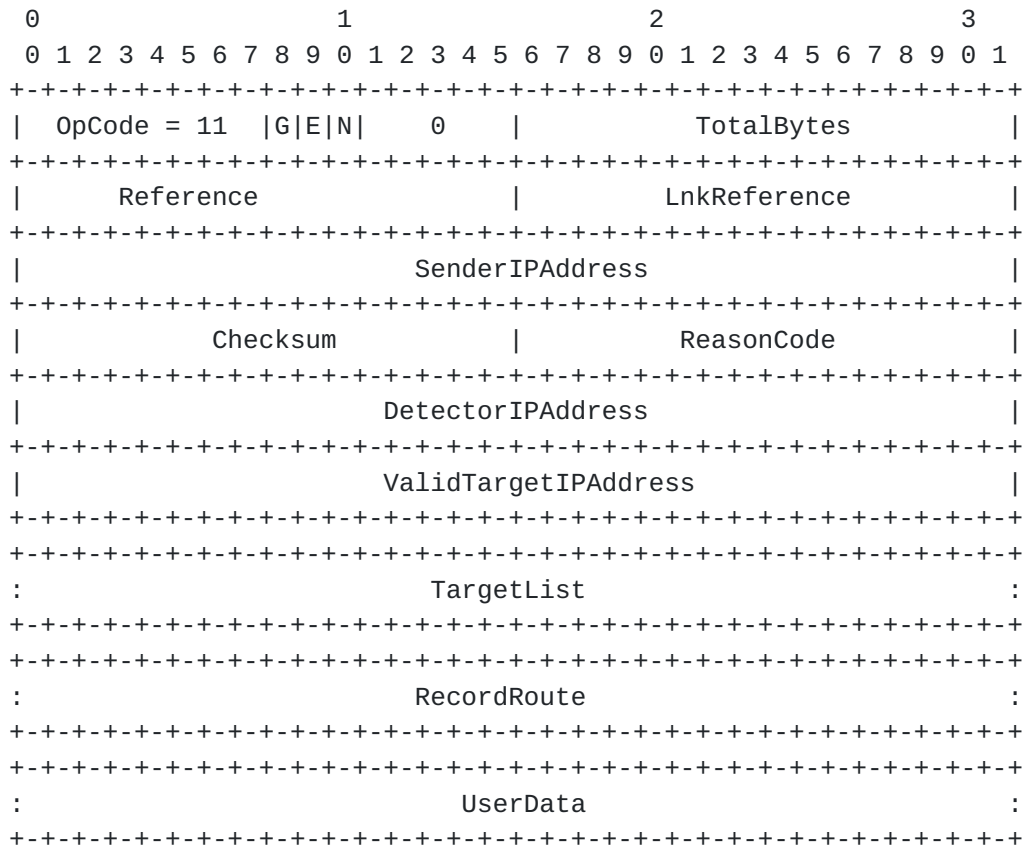 0                   1                   2                   3
 0 1 2 3 4 5 6 7 8 9 0 1 2 3 4 5 6 7 8 9 0 1 2 3 4 5 6 7 8 9 0 1
+-+-+-+-+-+-+-+-+-+-+-+-+-+-+-+-+-+-+-+-+-+-+-+-+-+-+-+-+-+-+-+-+
|  OpCode = 11  |G|E|N|    0    |           TotalBytes          |
+-+-+-+-+-+-+-+-+-+-+-+-+-+-+-+-+-+-+-+-+-+-+-+-+-+-+-+-+-+-+-+-+
|      Reference                |         LnkReference          |
+-+-+-+-+-+-+-+-+-+-+-+-+-+-+-+-+-+-+-+-+-+-+-+-+-+-+-+-+-+-+-+-+
|                         SenderIPAddress                       |
+-+-+-+-+-+-+-+-+-+-+-+-+-+-+-+-+-+-+-+-+-+-+-+-+-+-+-+-+-+-+-+-+
|            Checksum           |          ReasonCode           |
+-+-+-+-+-+-+-+-+-+-+-+-+-+-+-+-+-+-+-+-+-+-+-+-+-+-+-+-+-+-+-+-+
|                       DetectorIPAddress                       |
+-+-+-+-+-+-+-+-+-+-+-+-+-+-+-+-+-+-+-+-+-+-+-+-+-+-+-+-+-+-+-+-+
|                       ValidTargetIPAddress                    |
+-+-+-+-+-+-+-+-+-+-+-+-+-+-+-+-+-+-+-+-+-+-+-+-+-+-+-+-+-+-+-+-+
+-+-+-+-+-+-+-+-+-+-+-+-+-+-+-+-+-+-+-+-+-+-+-+-+-+-+-+-+-+-+-+-+
:                          TargetList                           :
+-+-+-+-+-+-+-+-+-+-+-+-+-+-+-+-+-+-+-+-+-+-+-+-+-+-+-+-+-+-+-+-+
+-+-+-+-+-+-+-+-+-+-+-+-+-+-+-+-+-+-+-+-+-+-+-+-+-+-+-+-+-+-+-+-+
:                         RecordRoute                           :
+-+-+-+-+-+-+-+-+-+-+-+-+-+-+-+-+-+-+-+-+-+-+-+-+-+-+-+-+-+-+-+-+
+-+-+-+-+-+-+-+-+-+-+-+-+-+-+-+-+-+-+-+-+-+-+-+-+-+-+-+-+-+-+-+-+
:                            UserData                           :
+-+-+-+-+-+-+-+-+-+-+-+-+-+-+-+-+-+-+-+-+-+-+-+-+-+-+-+-+-+-+-+-+